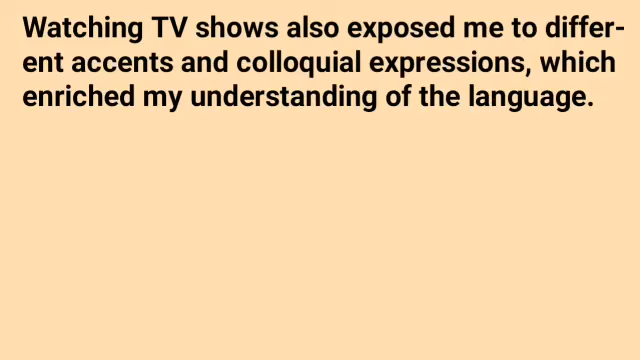 Watching TV shows also exposed me to differ-
ent accents and colloquial expressions, which
enriched my understanding of the language.